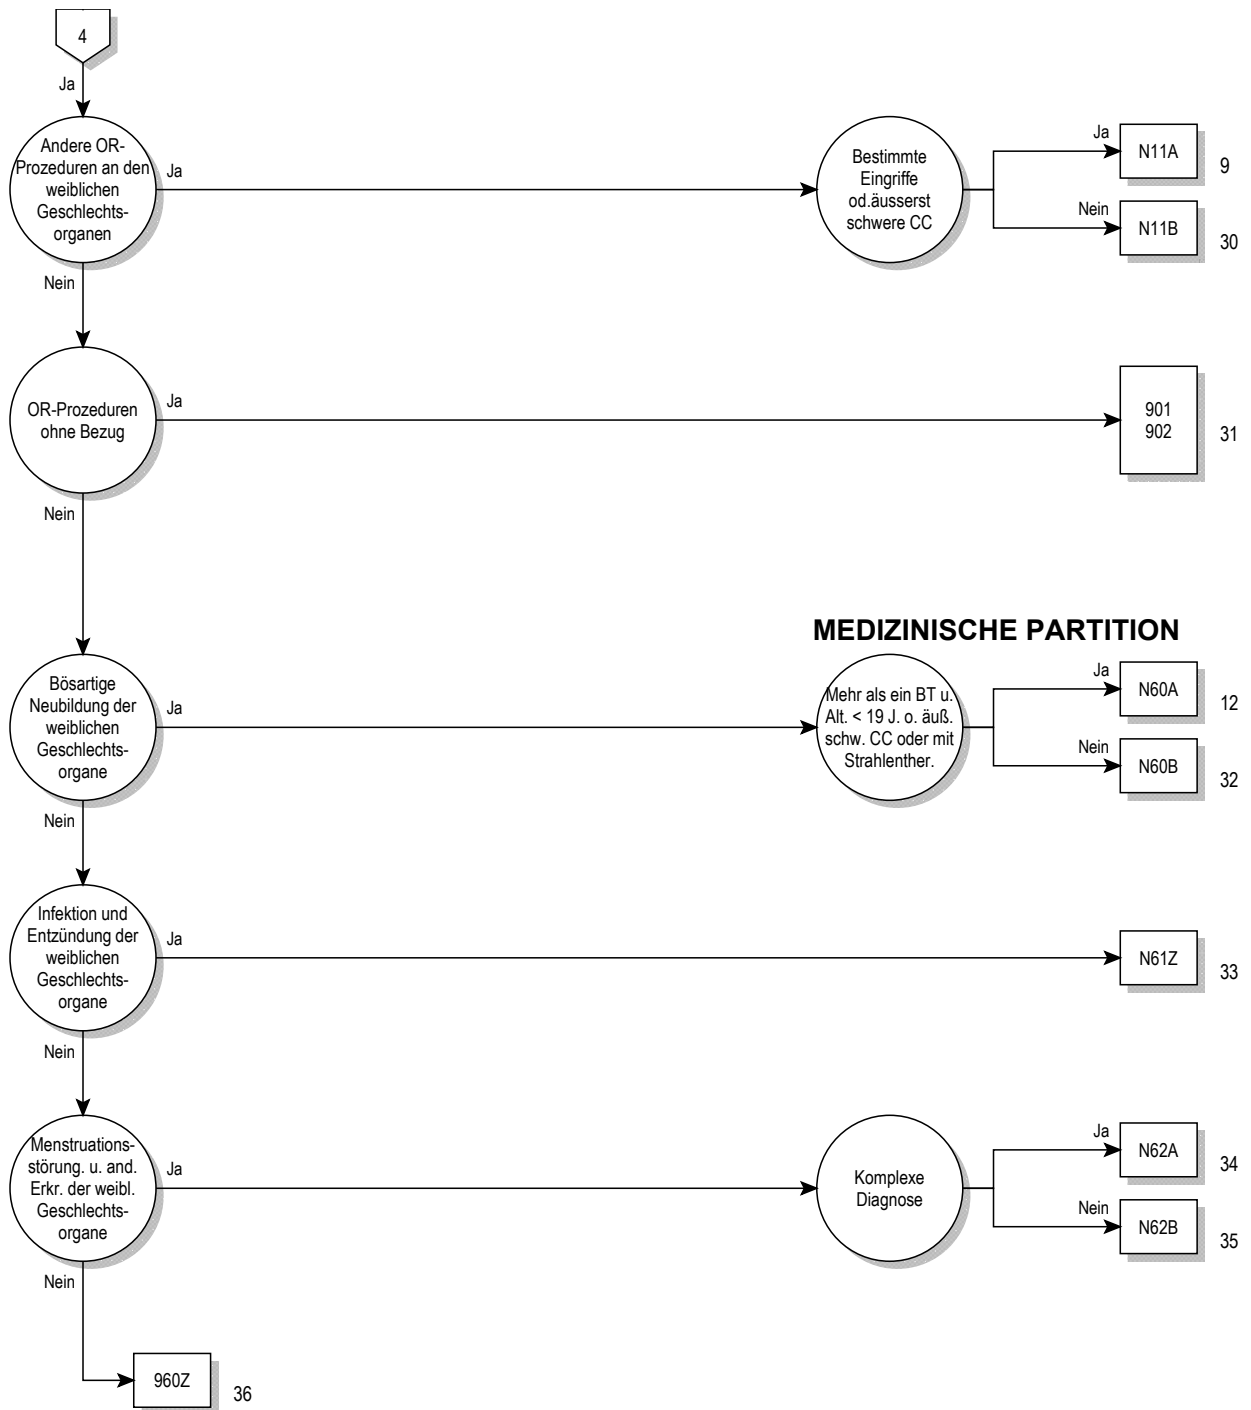 4
Ja
Andere OR-
Prozeduren an den
weiblichen
Geschlechts-
organen
Ja
Bestimmte
Eingriffe
od.äusserst
schwere CC
Ja
N11A
9
Nein
N11B
30
Nein
OR-Prozeduren
ohne Bezug
Ja
901
902
31
Nein
MEDIZINISCHE PARTITION
Bösartige
Neubildung der
weiblichen
Geschlechts-
organe
Ja
Mehr als ein BT u.
Alt. < 19 J. o. äuß.
schw. CC oder mit
Strahlenther.
Ja
N60A
12
Nein
N60B
32
Nein
Infektion und
Entzündung der
weiblichen
Geschlechts-
organe
Ja
N61Z
33
Nein
Menstruations-
störung. u. and.
Erkr. der weibl.
Geschlechts-
organe
Ja
Komplexe
Diagnose
Ja
N62A
34
Nein
N62B
35
Nein
960Z
36